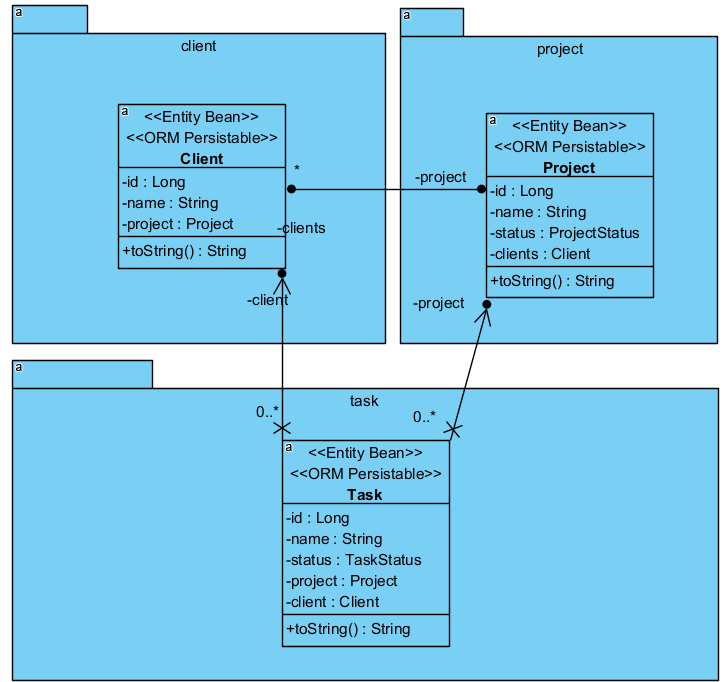 a
client
a
<<Entity Bean>>
<<ORM Persistable>>
Client
-id : Long
-name : String
-project : Project
+toString() : String
*
-clients
-project
-client
a
project
a
<<Entity Bean>>
<<ORM Persistable>>
Project
-id : Long
-name : String
-status : ProjectStatus
-clients : Client
+toString() : String
-project
a
task
0..*
0..*
a
<<Entity Bean>>
<<ORM Persistable>>
Task
-id : Long
-name : String
-status : TaskStatus
-project : Project
-client : Client
+toString() : String